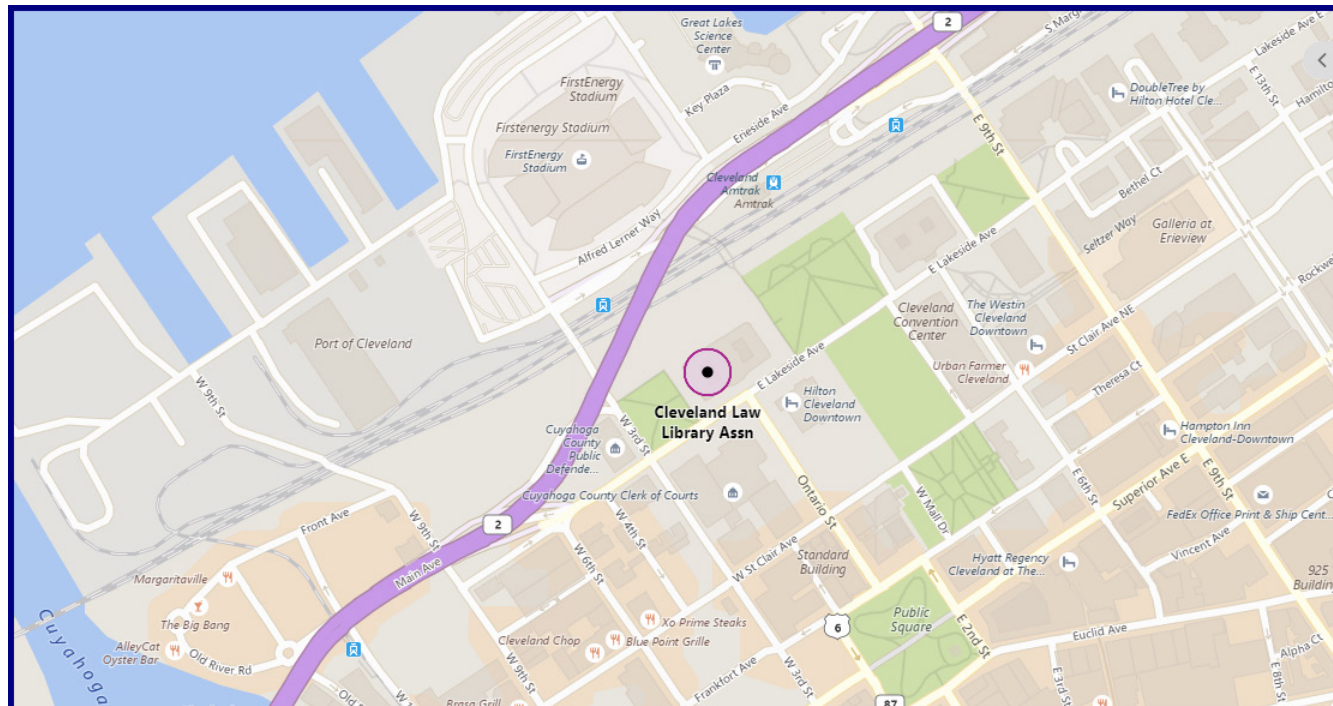 2
S Marg
Great Lakes
Science
Center
Lakeside Ave E
E 13th St
Hamilton
FirstEnergy
Stadium
Key Plaza
Erieside Ave
E 9th St
DoubleTree by
Hilton Hotel Cle...
Firstenergy Stadium
FirstEnergy
Stadium
Cleveland
Amtrak
Amtrak
Bethel Ct
Seltzer Way
Galleria at
Erieview
Alfred Lerner Way
E Lakeside Ave
Rockwe
Port of Cleveland
Cleveland
Convention
Center
The Westin
Cleveland
Downtown
St Clair Ave NE
W 9th St
E Lakeside Ave
Urban Farmer
Cleveland
Theresa Ct
Hilton
Cleveland
Downtown
Cleveland Law
Library Assn
W 3rd St
Cuyahoga
County
Public
Defende...
Hampton Inn
Cleveland-Downtown
Cuyahoga County Clerk of Courts
Ontario St
W Mall Dr
E 6th St
Superior Ave E
E 9th St
FedEx Office Print & Ship Cent...
Front Ave
W 9th St
2
W 4th St
Main Ave
W 6th St
W St Clair Ave
Standard
Building
Hyatt Regency
Cleveland at The...
Vincent Ave
925
Building
Margaritaville
The Big Bang
Cuyahoga
AlleyCat
Oyster Bar
Old River Rd
Xo Prime Steaks
Cleveland Chop
Blue Point Grille
6
Public
Square
E 2nd St
Euclid Ave
Alpha Ct
W 9th St
Frankfort Ave
W 3rd St
E 3rd St
E 8th St
Old
W 1
Brasa Grill
87